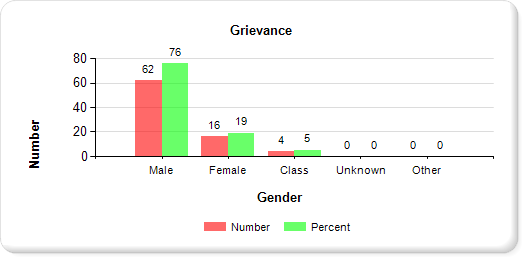 Grievance
80
60
40
20
0
62 76
16 19
4 5
0 0
0 0
Number
Male Female Class Unknown Other
Gender
Number Percent